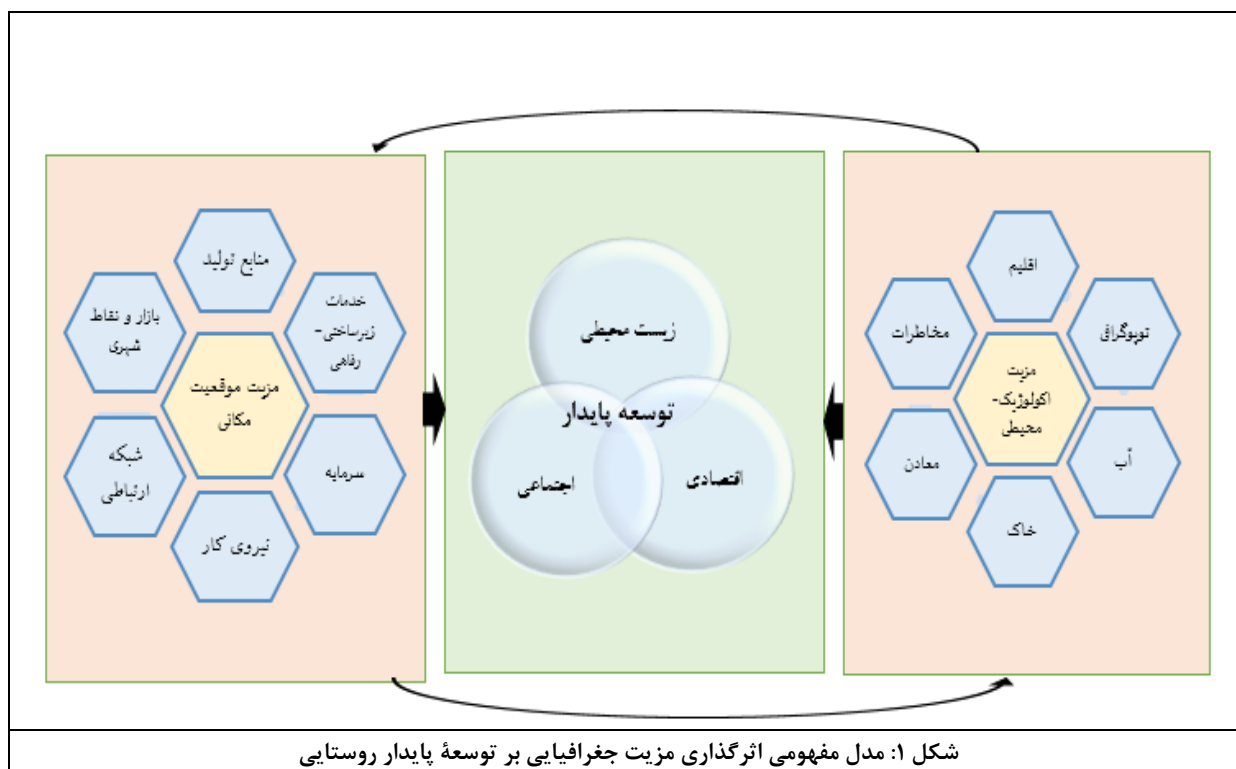 اقلیم
توپوگرافی
آب
خاک
معادن
مخاطرات
مزیت
اکولوژیک-
محیطی
زیست محیطی
توسعه پایدار
اقتصادی
اجتماعی
منابع تولید
خدمات
زیرساختی-
رفاهی
سرمایه
نیروی کار
شبکه
ارتباطی
بازار و نقاط
شهری
مزیت موقعیت
مکانی
شکل ۱: مدل مفهومی اثرگذاری مزیت جغرافیایی بر توسعهٔ پایدار روستایی